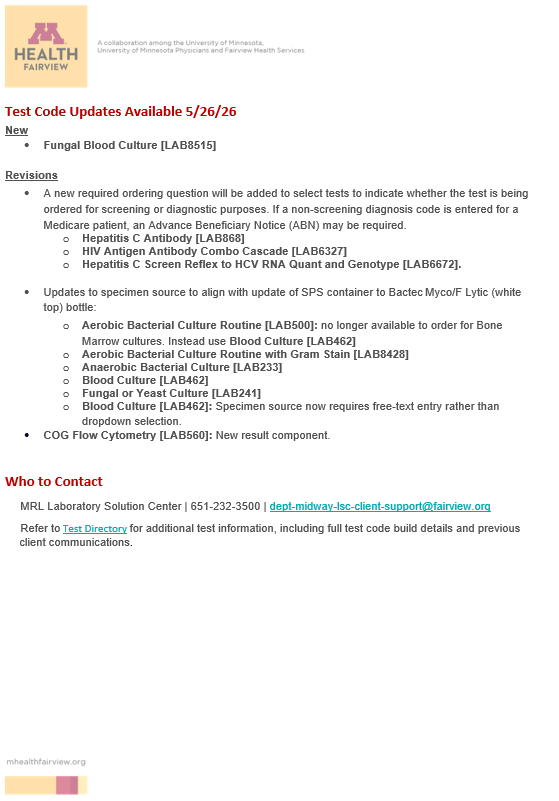 M
HEALTH
FAIRVIEW
A collaboration among the University of Minnesota,
University of Minnesota Physicians and Fairview Health Services
Test Code Updates Available 5/26/26
New
• Fungal Blood Culture [LAB8515]
Revisions
• A new required ordering question will be added to select tests to indicate whether the test is being
ordered for screening or diagnostic purposes. If a non-screening diagnosis code is entered for a
Medicare patient, an Advance Beneficiary Notice (ABN) may be required.
o Hepatitis C Antibody [LAB868]
o HIV Antigen Antibody Combo Cascade [LAB6327]
o Hepatitis C Screen Reflex to HCV RNA Quant and Genotype [LAB6672].
• Updates to specimen source to align with update of SPS container to Bactec Myco/F Lytic (white
top) bottle:
o Aerobic Bacterial Culture Routine [LAB500]: no longer available to order for Bone
Marrow cultures. Instead use Blood Culture [LAB462]
o Aerobic Bacterial Culture Routine with Gram Stain [LAB8428]
o Anaerobic Bacterial Culture [LAB233]
o Blood Culture [LAB462]
o Fungal or Yeast Culture [LAB241]
o Blood Culture [LAB462]: Specimen source now requires free-text entry rather than
dropdown selection.
• COG Flow Cytometry [LAB560]: New result component.
Who to Contact
MRL Laboratory Solution Center | 651-232-3500 | dept-midway-lsc-client-support@fairview.org
Refer to Test Directory for additional test information, including full test code build details and previous
client communications.
mhealthfairview.org